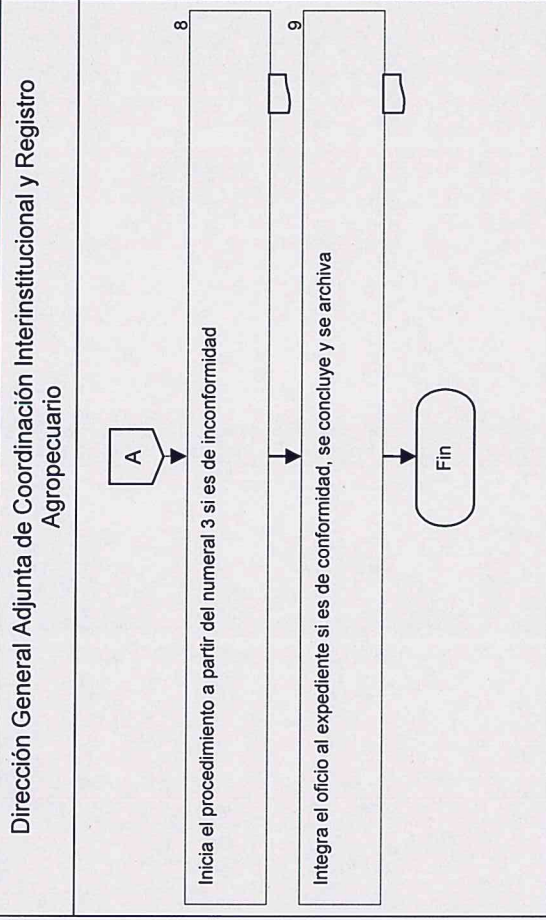 Dirección General Adjunta de Coordinación Interinstitucional y Registro
Agropecuario
A
8
Inicia el procedimiento a partir del numeral 3 si es de inconformidad
9
Integra el oficio al expediente si es de conformidad, se concluye y se archiva
Fin